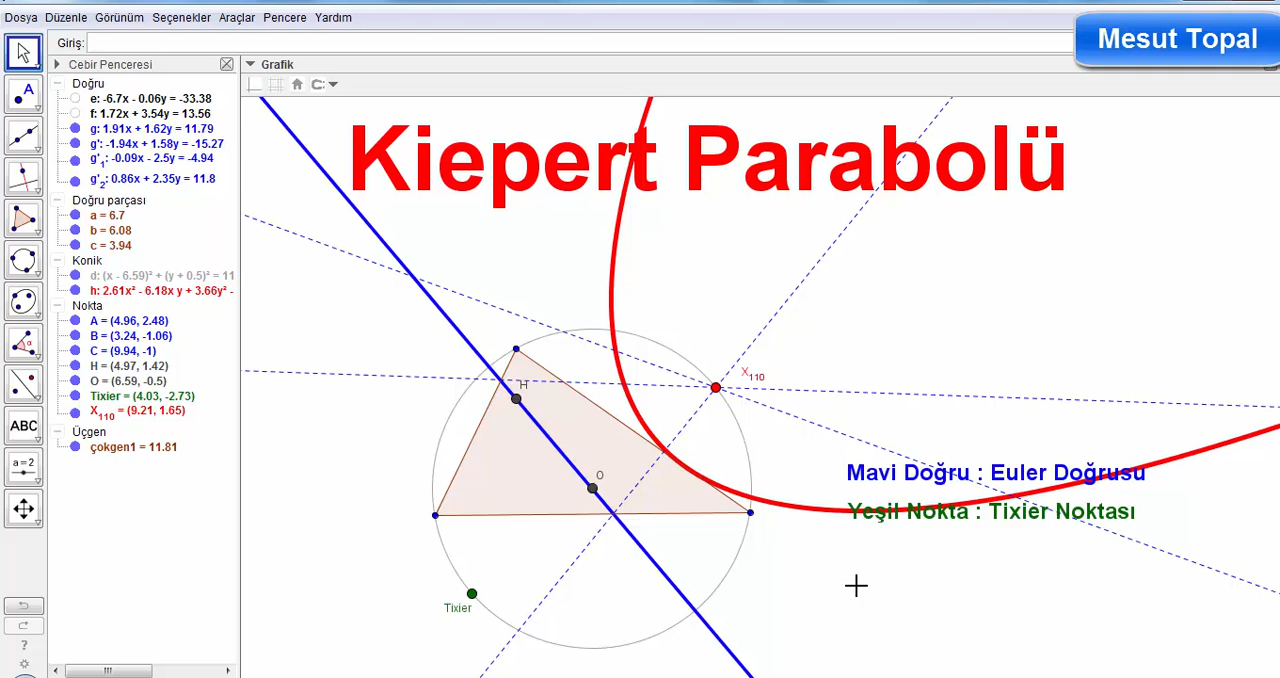 Dosya Düzenle Görünüm Seçenekler Araçlar Pencere Yardım
Mesut Topal
Giriş:
Cebir Penceresi
Grafik
Doğru
e: -6.7x - 0.06y = -33.38
f: 1.72x + 3.54y = 13.56
g: 1.91x + 1.62y = 11.79
g': -1.94x + 1.58y = -15.27
g'1: -0.09x - 2.5y = -4.94
g'2: 0.86x + 2.35y = 11.8
Doğru parçası
a = 6.7
b = 6.08
c = 3.94
Konik
d: (x - 6.59)² + (y + 0.5)² = 11
h: 2.61x² - 6.18x y + 3.66y² -
Nokta
A = (4.96, 2.48)
B = (3.24, -1.06)
C = (9.94, -1)
H = (4.97, 1.42)
O = (6.59, -0.5)
Tixier = (4.03, -2.73)
X110 = (9.21, 1.65)
Üçgen
çokgen1 = 11.81
A
α
ABC
a=2
?
Kiepert Parabolü
H
X110
O
Mavi Doğru : Euler Doğrusu
Yeşil Nokta : Tixier Noktası
Tixier